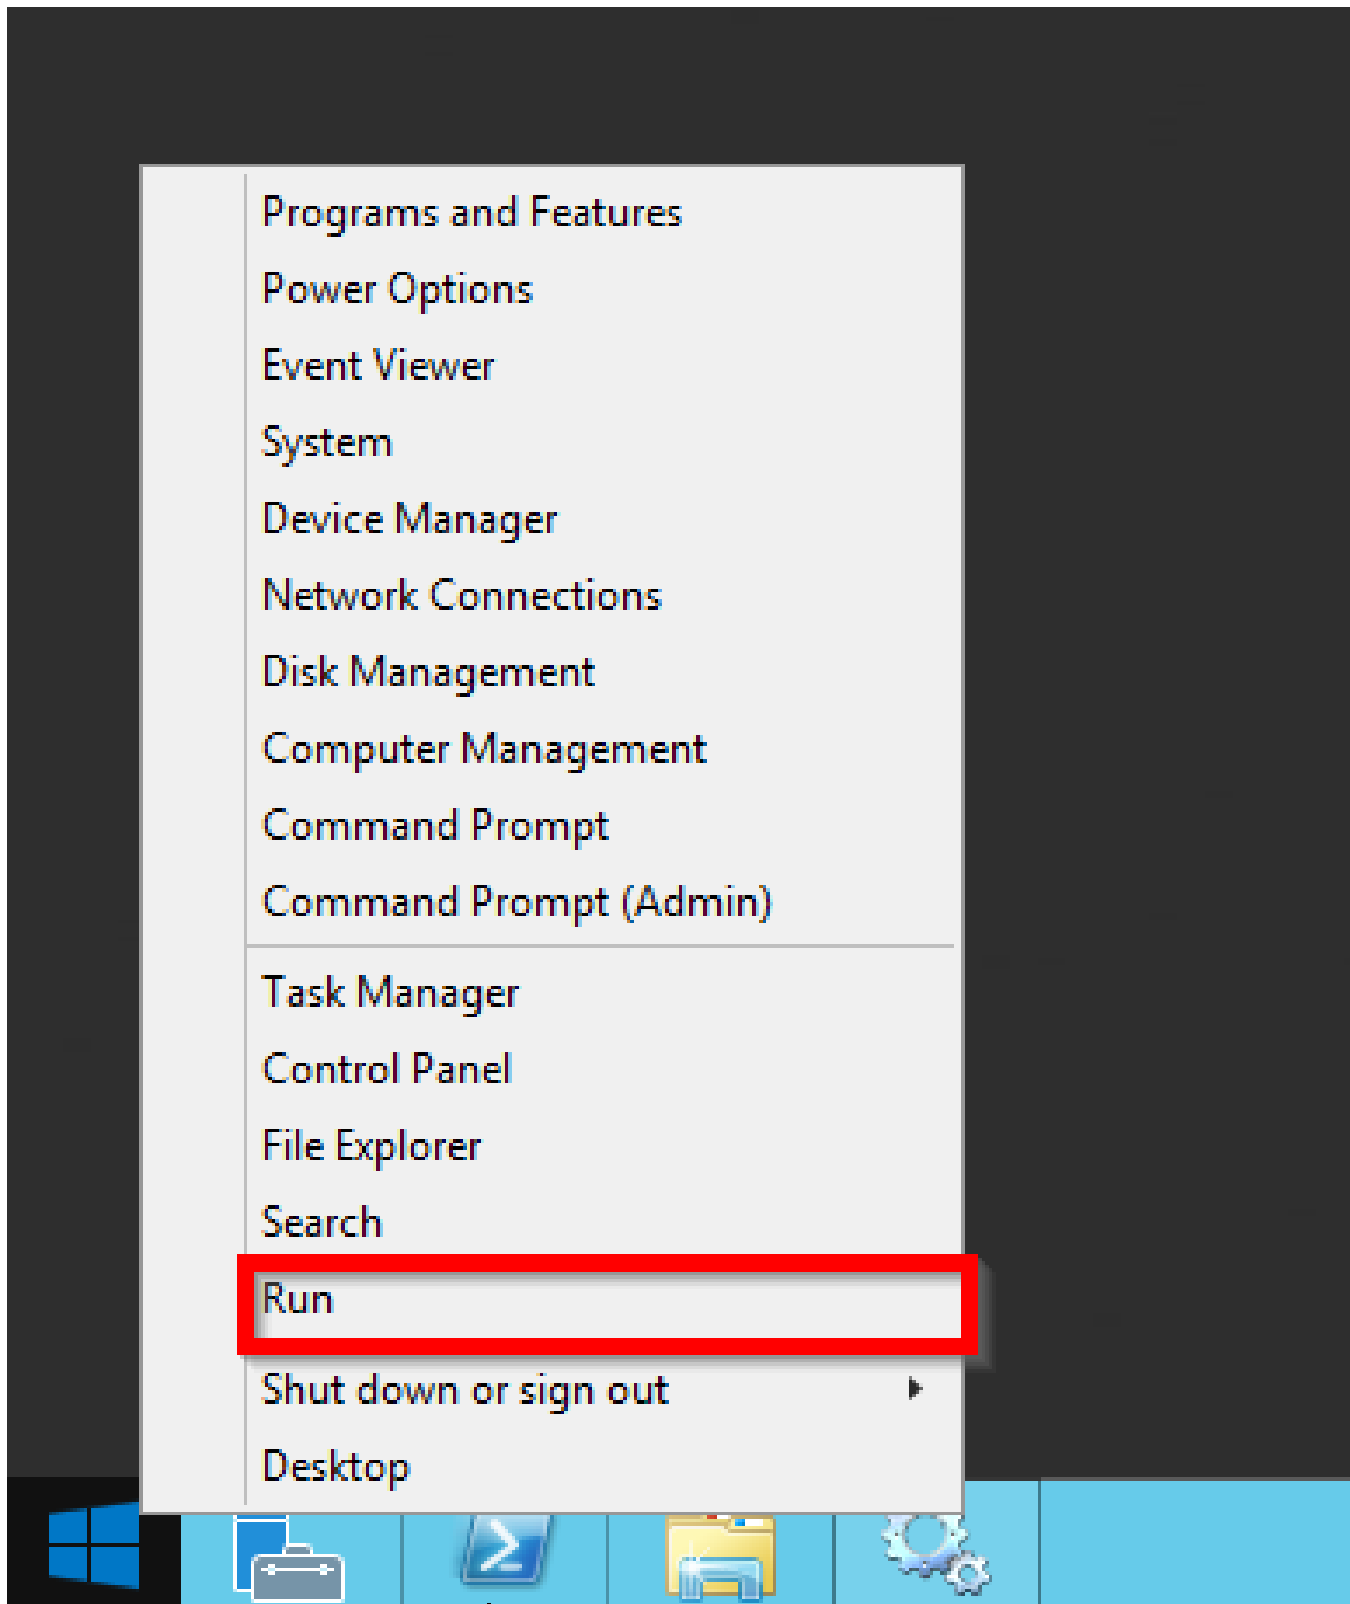 Programs and Features
Power Options
Event Viewer
System
Device Manager
Network Connections
Disk Management
Computer Management
Command Prompt
Command Prompt (Admin)
Task Manager
Control Panel
File Explorer
Search
Run
Shut down or sign out
Desktop